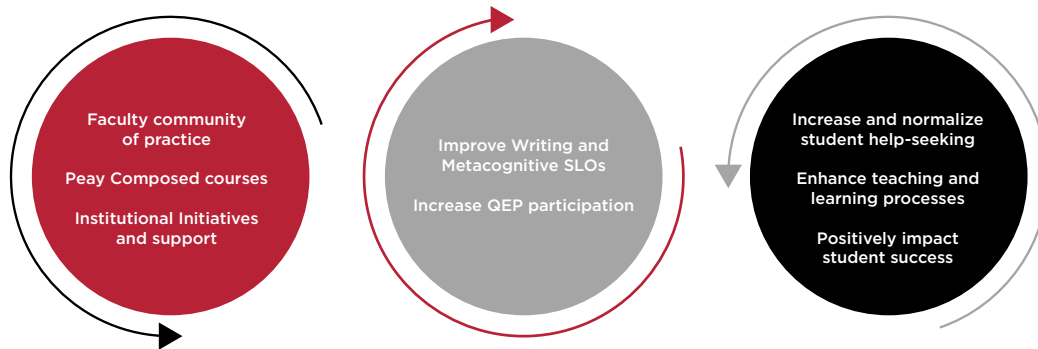 Faculty community
of practice
Peay Composed courses
Institutional Initiatives
and support
Improve Writing and
Metacognitive SLOs
Increase QEP participation
Increase and normalize
student help-seeking
Enhance teaching and
learning processes
Positively impact
student success